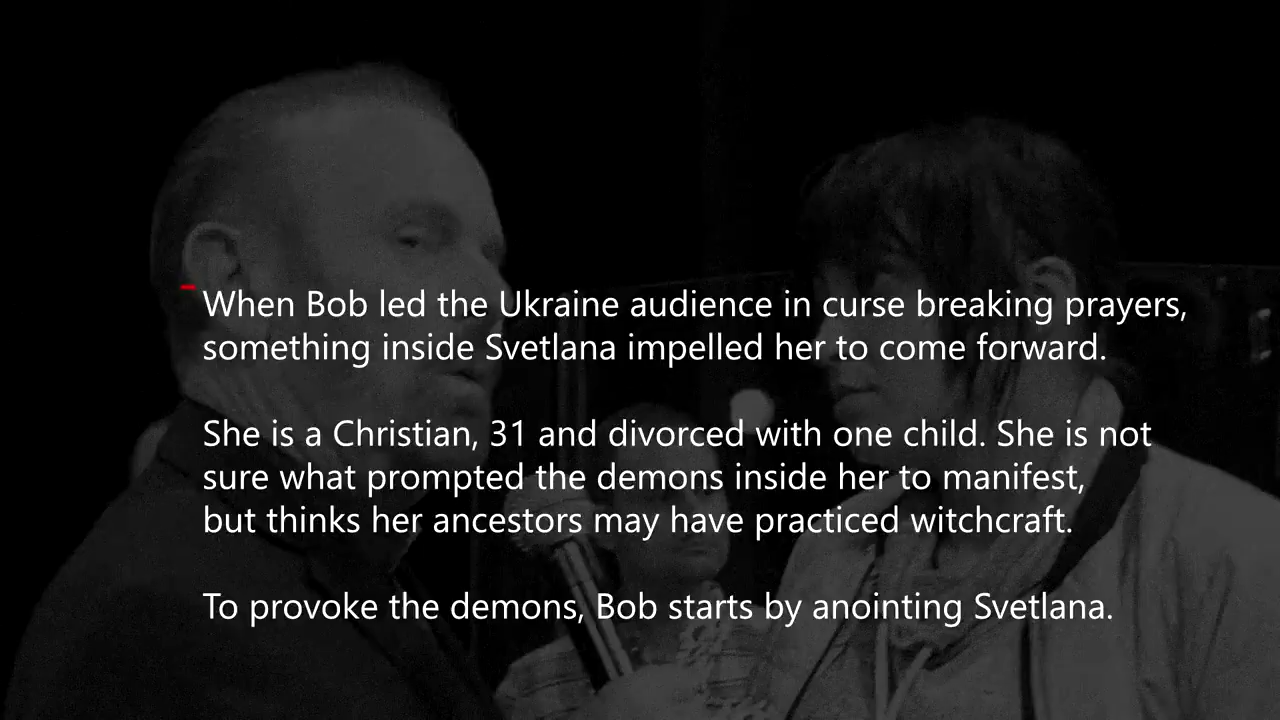 When Bob led the Ukraine audience in curse breaking prayers,
something inside Svetlana impelled her to come forward.
She is a Christian, 31 and divorced with one child. She is not
sure what prompted the demons inside her to manifest,
but thinks her ancestors may have practiced witchcraft.
To provoke the demons, Bob starts by anointing Svetlana.